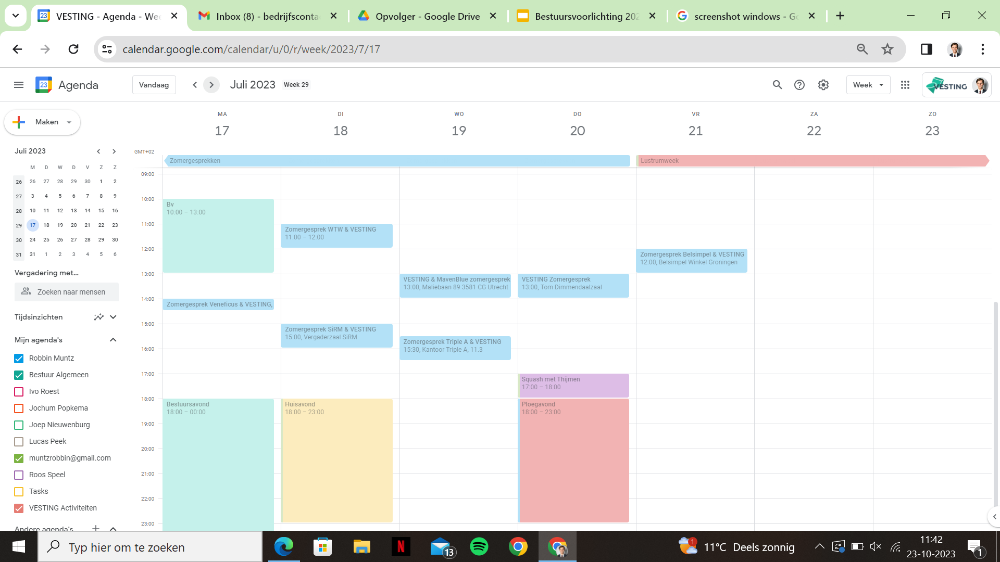 VESTING - Agenda - Wee
Inbox (8) - bedrijfsconta
Opvolger - Google Drive
Bestuursvoorlichting 202
screenshot windows - Go
calendar.google.com/calendar/u/0/r/week/2023/7/17
23
Agenda
Vandaag
Juli 2023
Week 29
Week
VESTING
Maken
MA
DI
WO
DO
VR
ZA
ZO
17
18
19
20
21
22
23
GMT+02
Zomergesprekken
Lustrumweek
Juli 2023
M D W D V Z Z
26 26 27 28 29 30 1 2
27 3 4 5 6 7 8 9
28 10 11 12 13 14 15 16
29 17 18 19 20 21 22 23
30 24 25 26 27 28 29 30
31 31 1 2 3 4 5 6
Vergadering met...
Zoeken naar mensen
Tijdsinzichten
Mijn agenda's
Robbin Muntz
Bestuur Algemeen
Ivo Roest
Jochum Popkema
Joep Nieuwenburg
Lucas Peek
muntzrobbin@gmail.com
Roos Speel
Tasks
VESTING Activiteiten
Andere agenda's
09:00
10:00
11:00
12:00
13:00
14:00
15:00
16:00
17:00
18:00
19:00
20:00
21:00
22:00
23:00
Bv
10:00 – 13:00
Zomergesprek Veneficus & VESTING,
Bestuursavond
18:00 – 00:00
Zomergesprek WTW & VESTING
11:00 – 12:00
Zomergesprek SiRM & VESTING
15:00, Vergaderzaal SiRM
Huisavond
18:00 – 23:00
VESTING & MavenBlue zomergesprek
13:00, Maliebaan 89 3581 CG Utrecht
Zomergesprek Triple A & VESTING
15:30, Kantoor Triple A, 11.3
VESTING Zomergesprek
13:00, Tom Dimmendaalzaal
Squash met Thijmen
17:00 – 18:00
Ploegavond
18:00 – 23:00
Zomergesprek Belsimpel & VESTING
12:00, Belsimpel Winkel Groningen
Typ hier om te zoeken
N
13
1
11°C Deels zonnig
11:42
23-10-2023
1